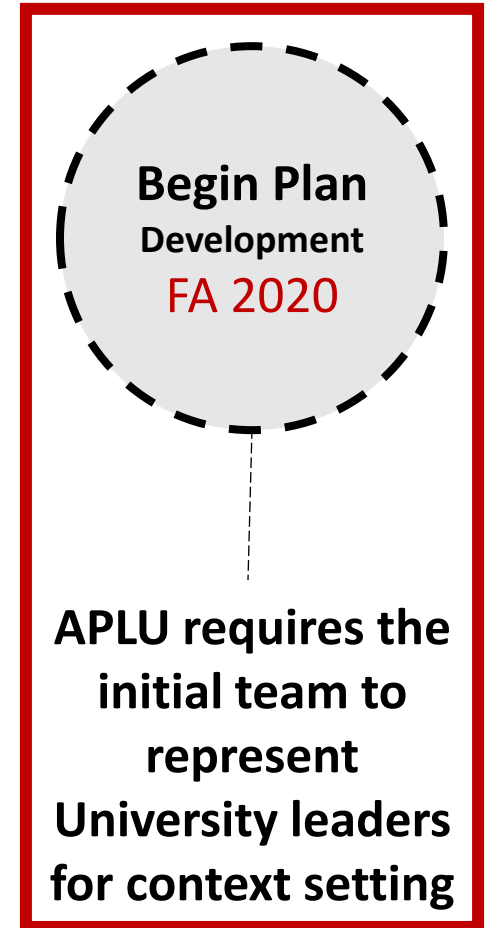 Begin Plan
Development
FA 2020
APLU requires the
initial team to
represent
University leaders
for context setting